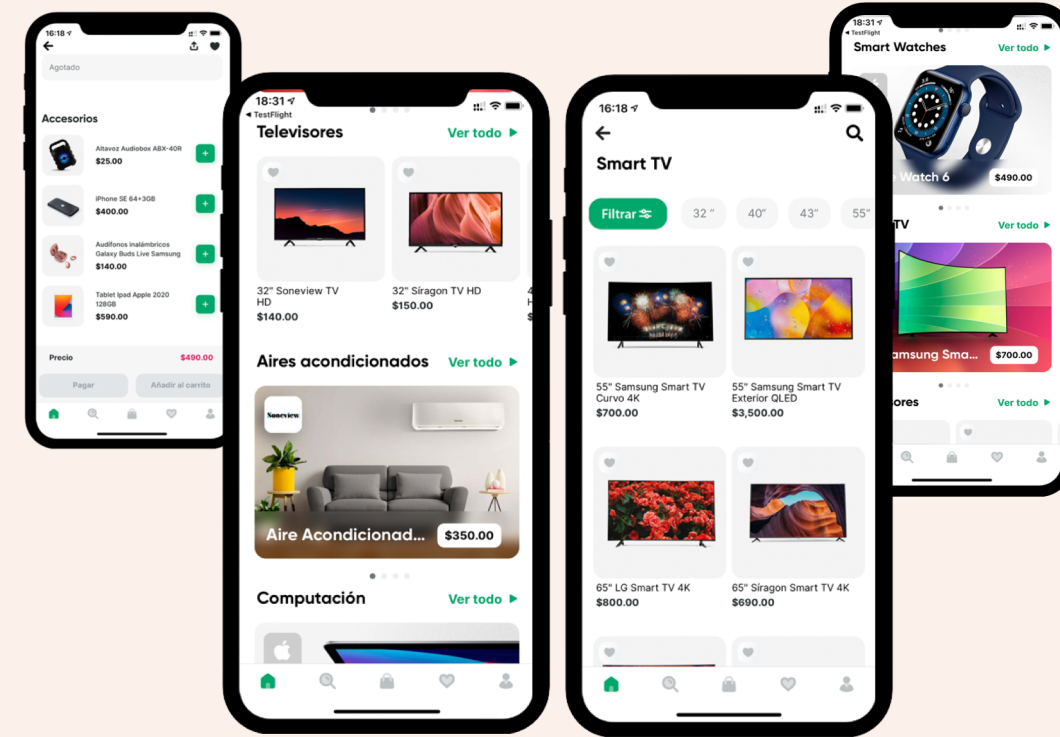 16:18
Agotado
Accesorios
Altavoz Audiobox ABX-40R
$25.00
iPhone SE 64+3GB
$400.00
Audífonos inalámbricos
Galaxy Buds Live Samsung
$140.00
Tablet Ipad Apple 2020
128GB
$590.00
Precio $490.00
Pagar Añadir al carrito
18:31
TestFlight
Televisores Ver todo
32" Soneview TV
HD
$140.00
32" Síragon TV HD
$150.00
4
H
$
Aires acondicionados Ver todo
Soneview
Aire Acondicionad... $350.00
Computación Ver todo
16:18
Smart TV
Filtrar 32 " 40" 43" 55"
55" Samsung Smart TV
Curvo 4K
$700.00
55" Samsung Smart TV
Exterior QLED
$3,500.00
65" LG Smart TV 4K
$800.00
65" Síragon Smart TV 4K
$690.00
18:31
TestFlight
Smart Watches Ver todo
Watch 6 $490.00
TV Ver todo
amsung Sma... $700.00
ores Ver todo